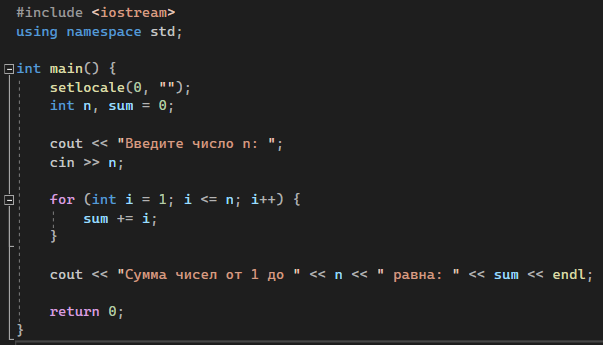 #include <iostream>
using namespace std;
int main() {
setlocale(0, "");
int n, sum = 0;
cout << "Введите число n: ";
cin >> n;
for (int i = 1; i <= n; i++) {
sum += i;
}
cout << "Сумма чисел от 1 до " << n << " равна: " << sum << endl;
return 0;
}